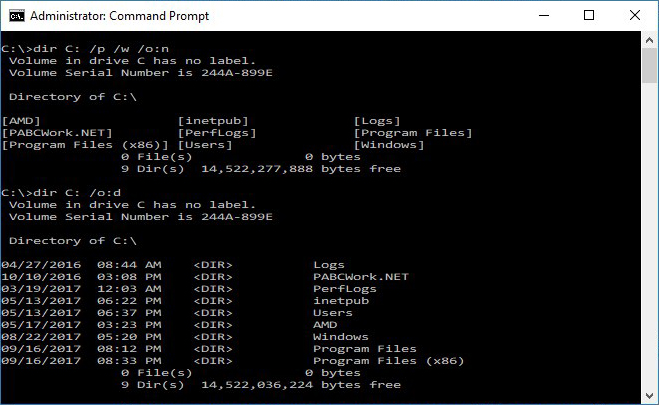 Administrator: Command Prompt
C:\>dir C: /p /w /o:n
Volume in drive C has no label.
Volume Serial Number is 244A-899E
Directory of C:\
[AMD] [inetpub] [Logs]
[PABCWork.NET] [PerfLogs] [Program Files]
[Program Files (x86)] [Users] [Windows]
0 File(s) 0 bytes
9 Dir(s) 14,522,277,888 bytes free
C:\>dir C: /o:d
Volume in drive C has no label.
Volume Serial Number is 244A-899E
Directory of C:\
04/27/2016 08:44 AM <DIR> Logs
10/10/2016 03:08 PM <DIR> PABCWork.NET
03/19/2017 12:03 AM <DIR> PerfLogs
05/13/2017 06:22 PM <DIR> inetpub
05/13/2017 06:37 PM <DIR> Users
05/17/2017 03:23 PM <DIR> AMD
08/22/2017 05:20 PM <DIR> Windows
09/16/2017 08:12 PM <DIR> Program Files
09/16/2017 08:33 PM <DIR> Program Files (x86)
0 File(s) 0 bytes
9 Dir(s) 14,522,036,224 bytes free